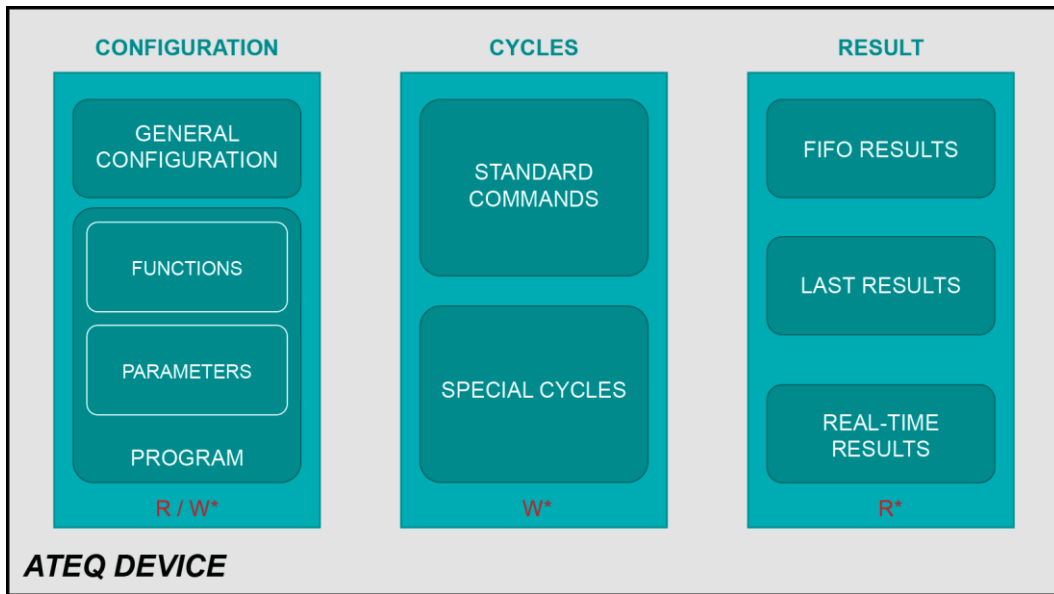 CONFIGURATION
GENERAL
CONFIGURATION
FUNCTIONS
PARAMETERS
PROGRAM
R / W*
CYCLES
STANDARD
COMMANDS
SPECIAL CYCLES
W*
RESULT
FIFO RESULTS
LAST RESULTS
REAL-TIME
RESULTS
R*
ATEQ DEVICE